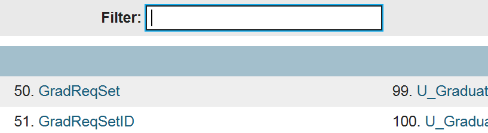 Filter:
50. GradReqSet 99. U_Graduat
51. GradReqSetID 100. U_Gradua